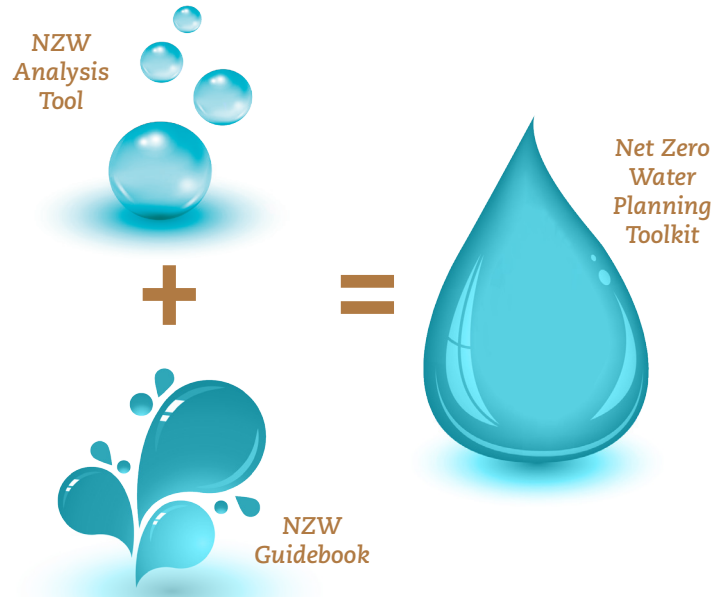 NZW
Analysis
Tool
+
=
Net Zero
Water
Planning
Toolkit
NZW
Guidebook